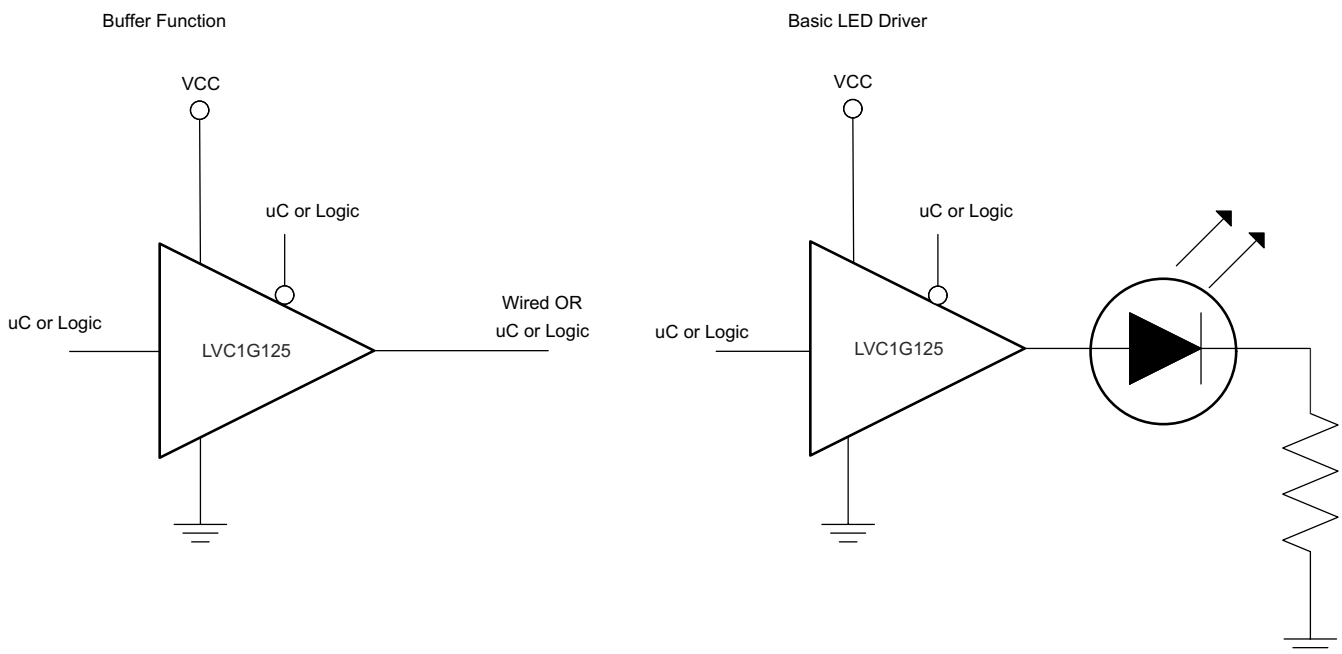 Buffer Function
VCC
uC or Logic
uC or Logic
LVC1G125
Wired OR
uC or Logic
Basic LED Driver
VCC
uC or Logic
uC or Logic
LVC1G125